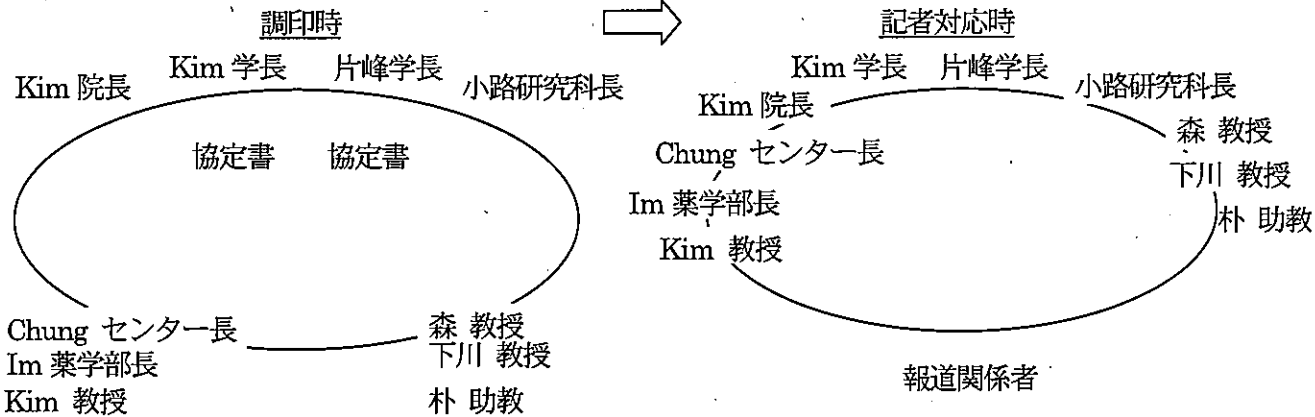 調印時
Kim 院長
Kim 学長
片峰学長
小路研究科長
協定書
協定書
Chung センター長
Im 薬学部長
Kim 教授
森 教授
下川 教授
朴 助教
記者対応時
Kim 学長
片峰学長
小路研究科長
Kim 院長
Chung センター長
Im 薬学部長
Kim 教授
森 教授
下川 教授
朴 助教
報道関係者